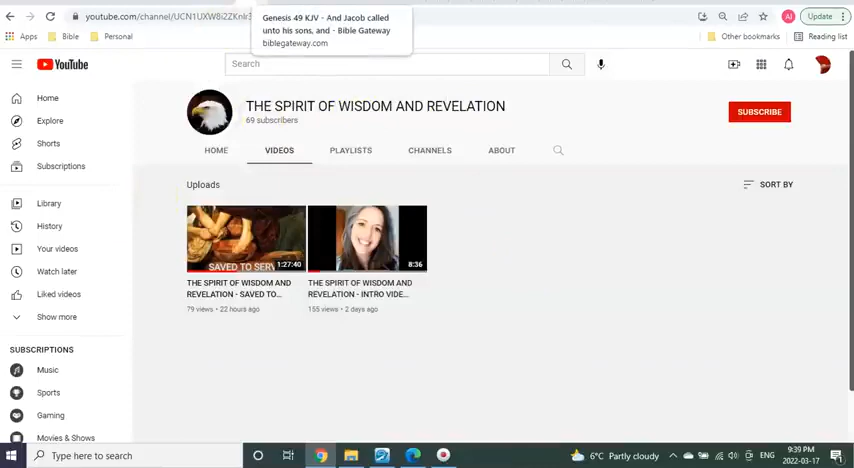 youtube.com/channel/UCN1UXW8i2ZKnlr3
Genesis 49 KJV - And Jacob called
unto his sons, and - Bible Gateway
biblegateway.com
AI
Update
Apps
Bible
Personal
Other bookmarks
Reading list
YouTube
Search
Home
Explore
Shorts
Subscriptions
Library
History
Your videos
Watch later
Liked videos
Show more
SUBSCRIPTIONS
Music
Sports
Gaming
Movies & Shows
THE SPIRIT OF WISDOM AND REVELATION
69 subscribers
SUBSCRIBE
HOME VIDEOS PLAYLISTS CHANNELS ABOUT
Uploads
SORT BY
SAVED TO SERV
1:27:40
THE SPIRIT OF WISDOM AND
REVELATION - SAVED TO...
79 views • 22 hours ago
8:36
THE SPIRIT OF WISDOM AND
REVELATION - INTRO VIDE...
155 views • 2 days ago
Type here to search
6°C Partly cloudy
ENG
9:39 PM
2022-03-17